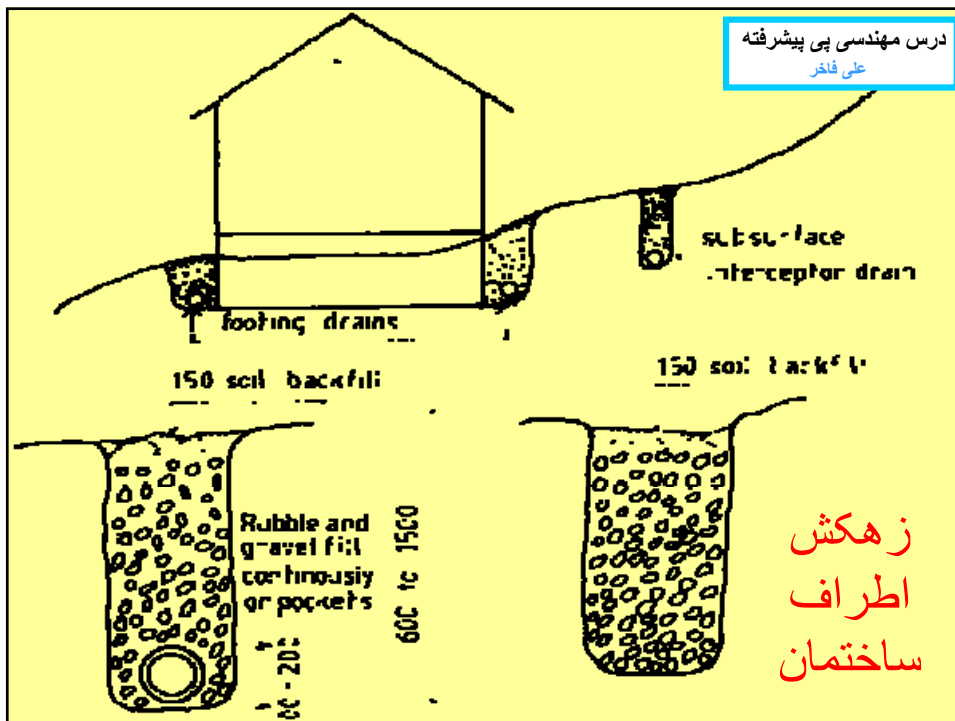 درس مهندسی پی پیشرفته
علی فاخر
subsurface
interceptor drain
footing drains
150 soil backfill
150 soil backfill
Rubble and
gravel fill
continously
or pockets
600 to 1500
زهکش
اطراف
ساختمان